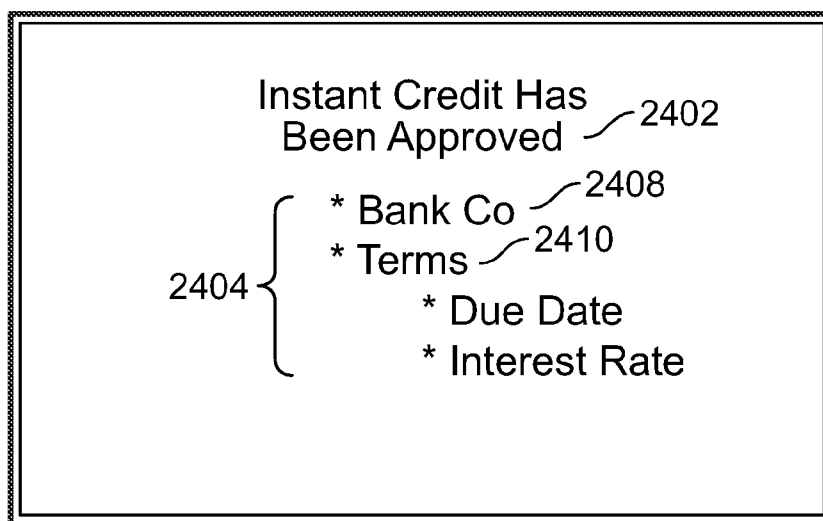 Instant Credit Has
Been Approved 2402
* Bank Co 2408
* Terms 2410
2404
* Due Date
* Interest Rate